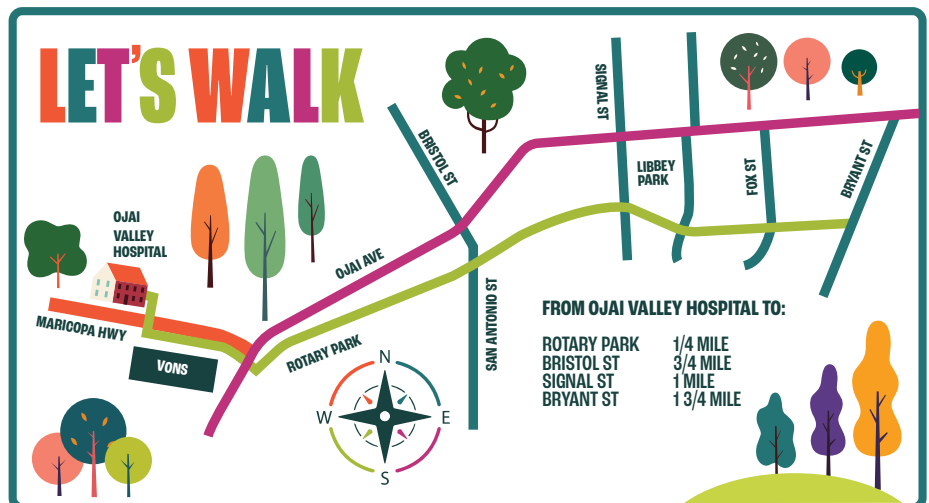 LET'S WALK
SIGNAL ST
BRISTOL ST
LIBBEY
PARK
FOX ST
BRYANT ST
OJAI
VALLEY
HOSPITAL
OJAI AVE
MARICOPA HWY
VONS
ROTARY PARK
SAN ANTONIO ST
N
W
E
S
FROM OJAI VALLEY HOSPITAL TO:
ROTARY PARK 1/4 MILE
BRISTOL ST 3/4 MILE
SIGNAL ST 1 MILE
BRYANT ST 1 3/4 MILE